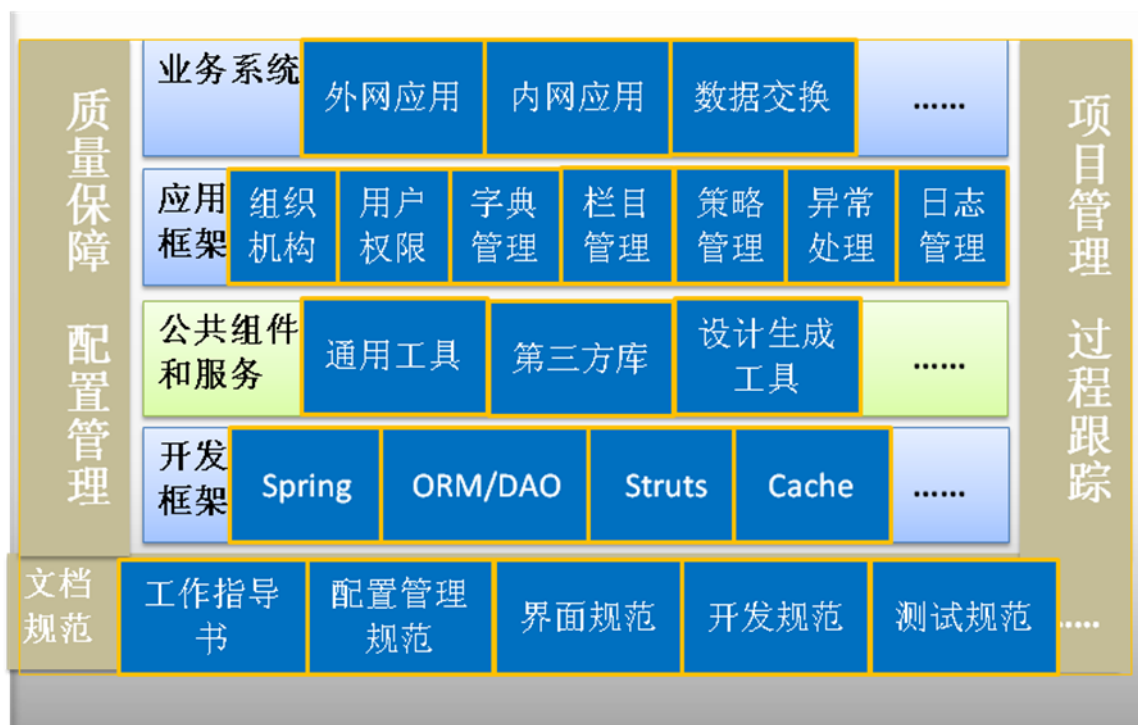 质量保障 配置管理
业务系统
外网应用
内网应用
数据交换
......
应用
框架
组织
机构
用户
权限
字典
管理
栏目
管理
策略
管理
异常
处理
日志
管理
公共组件
和服务
通用工具
第三方库
设计生成
工具
......
开发
框架
Spring
ORM/DAO
Struts
Cache
......
项目管理 过程跟踪
文档
规范
工作指导
书
配置管理
规范
界面规范
开发规范
测试规范
......